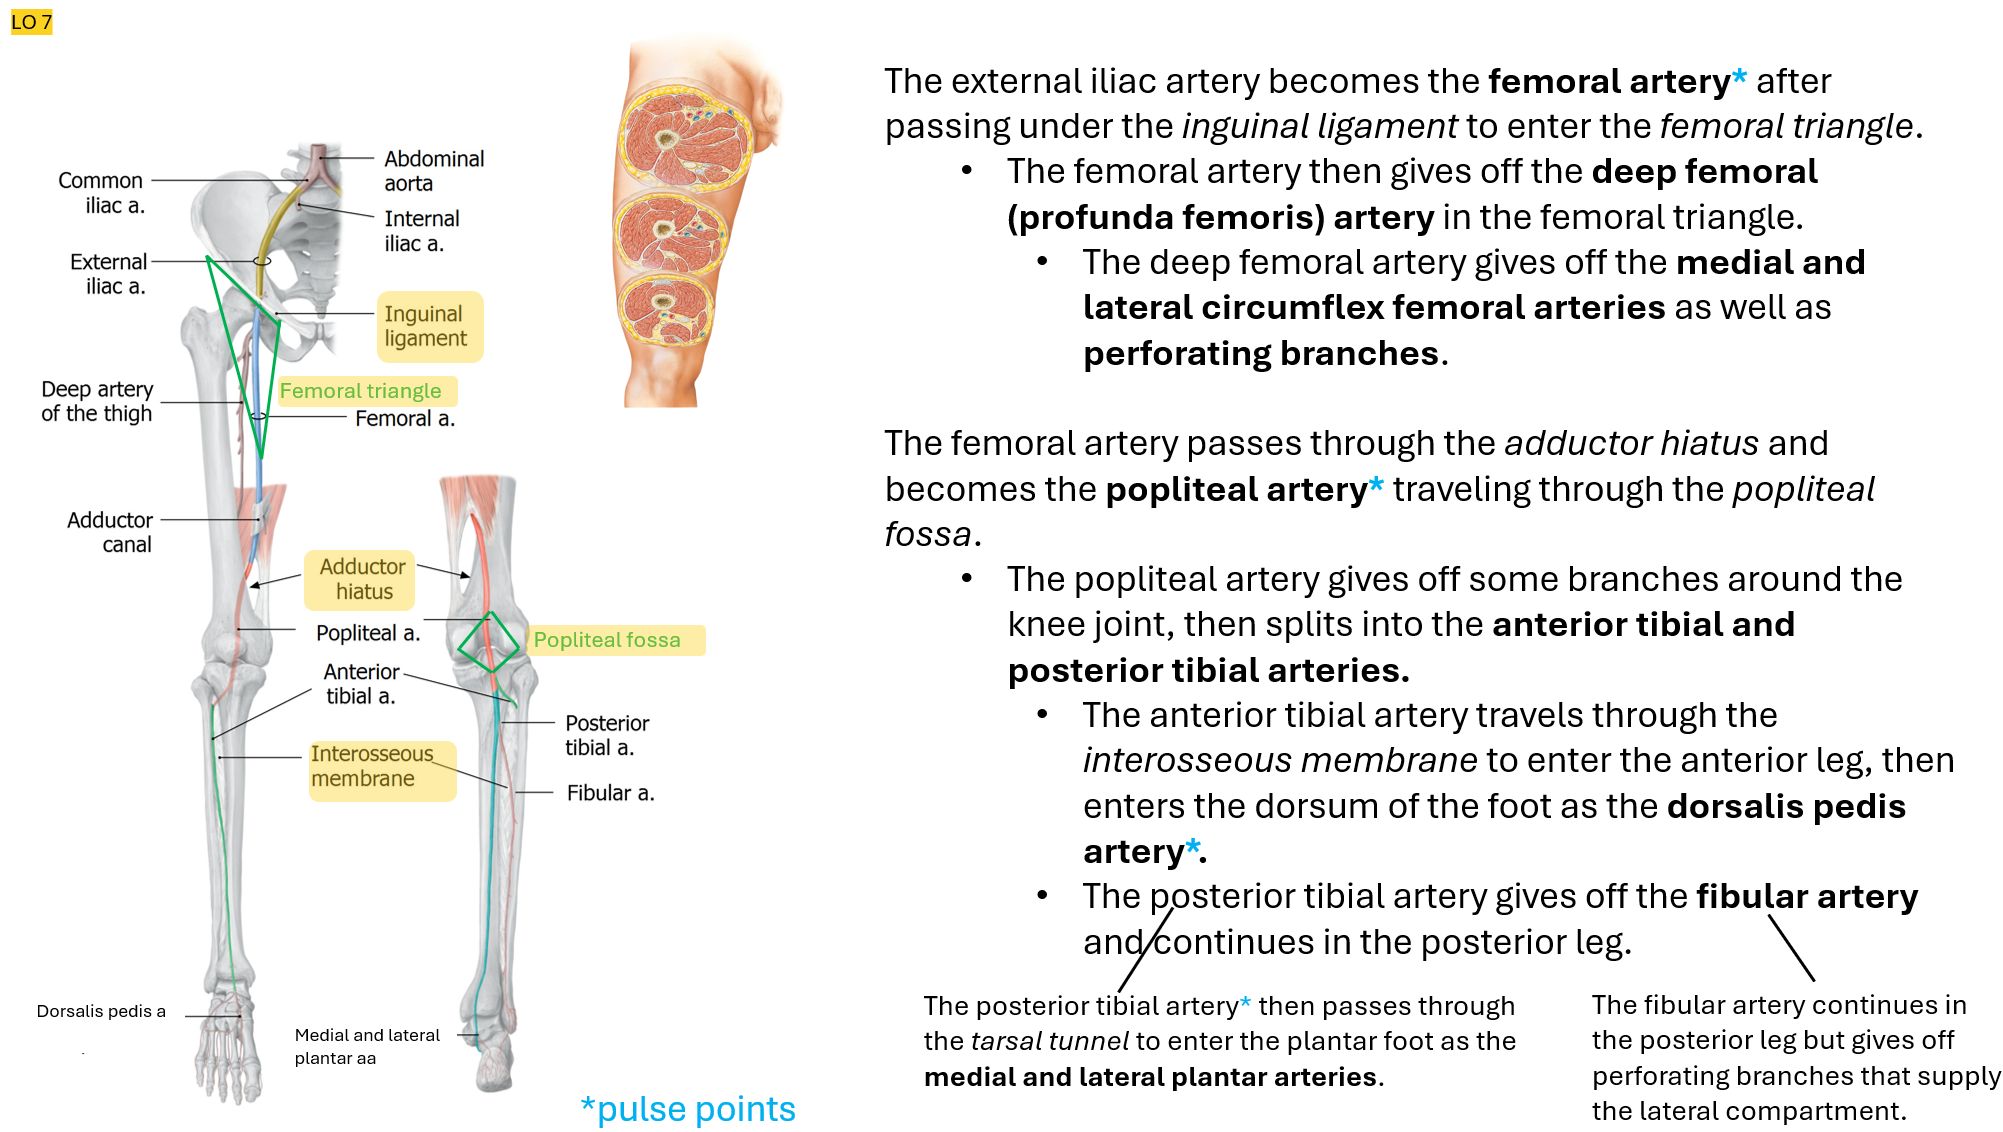 LO 7
Abdominal
aorta
Common
iliac a.
Internal
iliac a.
External
iliac a.
Inguinal
ligament
Femoral triangle
Deep artery
of the thigh
Femoral a.
Adductor
canal
Adductor
hiatus
Popliteal a.
Popliteal fossa
Anterior
tibial a.
Posterior
tibial a.
Interosseous
membrane
Fibular a.
Dorsalis pedis a
Medial and lateral
plantar aa
*pulse points
The external iliac artery becomes the femoral artery* after
passing under the inguinal ligament to enter the femoral triangle.
• The femoral artery then gives off the deep femoral
(profunda femoris) artery in the femoral triangle.
• The deep femoral artery gives off the medial and
lateral circumflex femoral arteries as well as
perforating branches.
The femoral artery passes through the adductor hiatus and
becomes the popliteal artery* traveling through the popliteal
fossa.
• The popliteal artery gives off some branches around the
knee joint, then splits into the anterior tibial and
posterior tibial arteries.
• The anterior tibial artery travels through the
interosseous membrane to enter the anterior leg, then
enters the dorsum of the foot as the dorsalis pedis
artery*.
• The posterior tibial artery gives off the fibular artery
and continues in the posterior leg.
The posterior tibial artery* then passes through
the tarsal tunnel to enter the plantar foot as the
medial and lateral plantar arteries.
The fibular artery continues in
the posterior leg but gives off
perforating branches that supply
the lateral compartment.